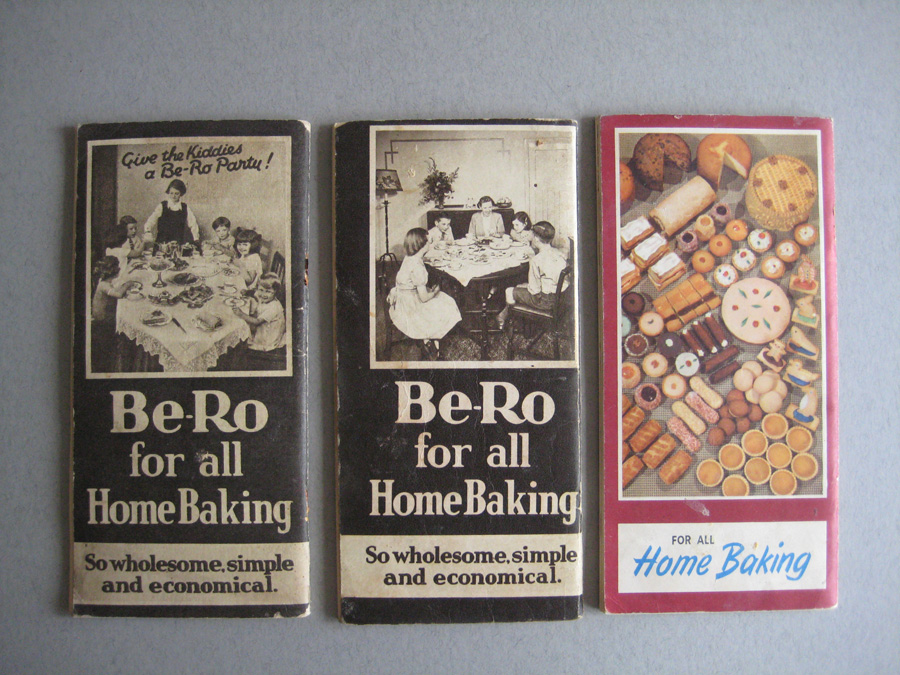 Give the Kiddies
a Be-Ro Party!
Be-Ro
for all
Home Baking
So wholesome, simple
and economical.
Be-Ro
for all
Home Baking
So wholesome, simple
and economical.
FOR ALL
Home Baking